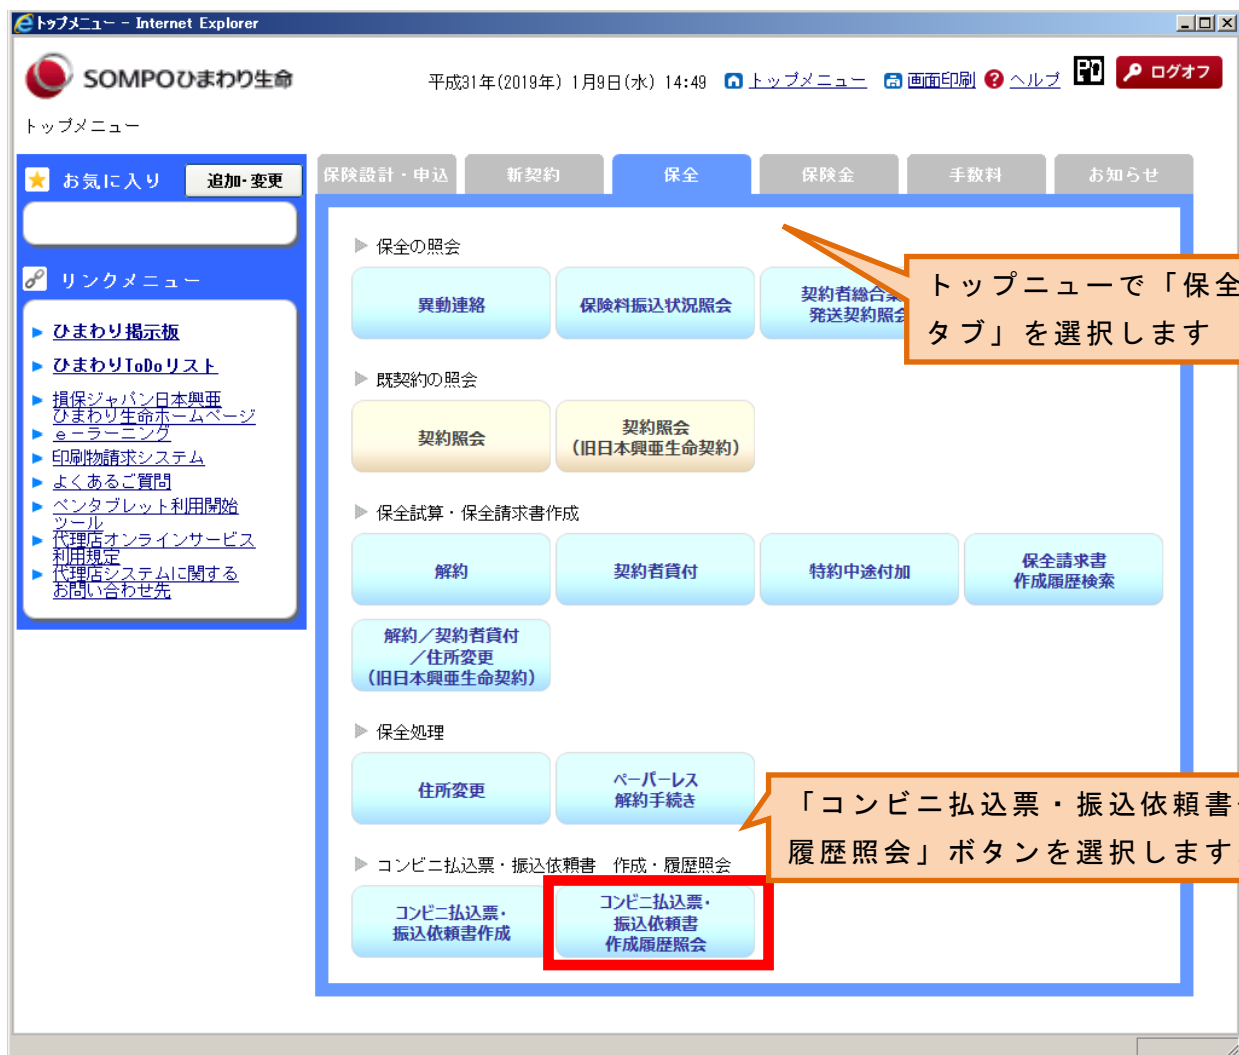 トップメニュー - Internet Explorer
SOMPOひまわり生命
平成31年(2019年) 1月9日(水) 14:49 トップメニュー 画面印刷 ヘルプ ログオフ
トップメニュー
お気に入り 追加・変更
リンクメニュー
ひまわり掲示板
ひまわりToDoリスト
損保ジャパン日本興亜
ひまわり生命ホームページ
e-ラーニング
印刷物請求システム
よくあるご質問
ペンタブレット利用開始
ツール
代理店オンラインサービス
利用規定
代理店システムに関する
お問い合わせ先
保険設計・申込 新契約 保全 保険金 手数料 お知らせ
保全の照会
異動連絡
保険料振込状況照会
契約者総合
発送契約照会
トップニューで「保全
タブ」を選択します
既契約の照会
契約照会
契約照会
(旧日本興亜生命契約)
保全試算・保全請求書作成
解約
契約者貸付
特約中途付加
保全請求書
作成履歴検索
解約／契約者貸付
／住所変更
(旧日本興亜生命契約)
保全処理
住所変更
ペーパーレス
解約手続き
「コンビニ払込票・振込依頼書
履歴照会」ボタンを選択します
コンビニ払込票・振込依頼書 作成・履歴照会
コンビニ払込票・
振込依頼書作成
コンビニ払込票・
振込依頼書
作成履歴照会